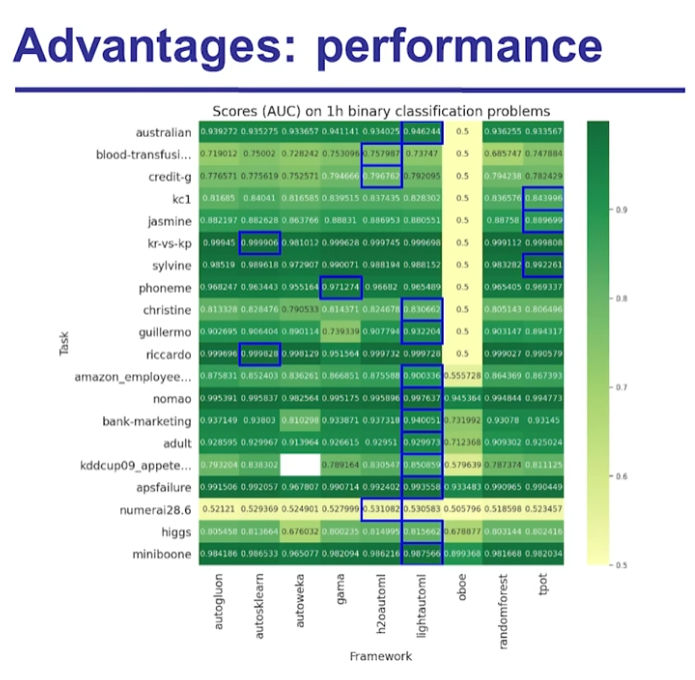 Advantages: performance
Scores (AUC) on 1h binary classification problems
australian 0.939272 0.935275 0.933657 0.941141 0.934025 0.946244 0.5 0.936255 0.933567
blood-transfusi... 0.719012 0.75002 0.728242 0.753096 0.757987 0.73747 0.5 0.685747 0.747884
credit-g 0.776571 0.775619 0.752571 0.794666 0.796762 0.792095 0.5 0.794238 0.782429
kc1 0.81685 0.84041 0.816585 0.839515 0.837435 0.828302 0.5 0.836576 0.843996
jasmine 0.882197 0.882628 0.863766 0.88831 0.886953 0.880551 0.5 0.88758 0.889699
kr-vs-kp 0.99945 0.999906 0.981012 0.999628 0.999745 0.999698 0.5 0.999112 0.999808
sylvine 0.98519 0.989618 0.972907 0.990071 0.988194 0.988152 0.5 0.983282 0.992261
phoneme 0.968247 0.963443 0.955164 0.971274 0.96682 0.965489 0.5 0.965405 0.969337
christine 0.813328 0.828476 0.790533 0.814371 0.824678 0.830662 0.5 0.805143 0.806496
guillermo 0.902695 0.906404 0.890114 0.739339 0.907794 0.932204 0.5 0.903147 0.894317
riccardo 0.999696 0.999828 0.998129 0.951564 0.999732 0.999728 0.5 0.999027 0.990579
amazon_employee... 0.875831 0.852403 0.836261 0.866851 0.875588 0.900336 0.555728 0.864369 0.867393
nomao 0.995391 0.995837 0.982564 0.995175 0.995896 0.997637 0.945364 0.994844 0.994773
bank-marketing 0.937149 0.93803 0.810298 0.933871 0.937318 0.940051 0.731992 0.93078 0.93145
adult 0.928595 0.929967 0.913964 0.926615 0.92951 0.929973 0.712368 0.909302 0.925024
kddcup09_appete... 0.793204 0.838302 0.789164 0.830547 0.850859 0.579639 0.787374 0.811125
apsfailure 0.991506 0.992057 0.967807 0.990714 0.992402 0.993558 0.933483 0.990965 0.990449
numerai28.6 0.52121 0.529369 0.524901 0.527999 0.531082 0.530583 0.505796 0.518598 0.523457
higgs 0.805458 0.813664 0.676032 0.800235 0.814995 0.815662 0.678877 0.803144 0.802416
miniboone 0.984186 0.986533 0.965077 0.982094 0.986216 0.987566 0.899368 0.981668 0.982034
Task
autogluon autosklearn autoweka gama h2oautoml lightautoml oboe randomforest tpot
Framework
0.9
0.8
0.7
0.6
0.5